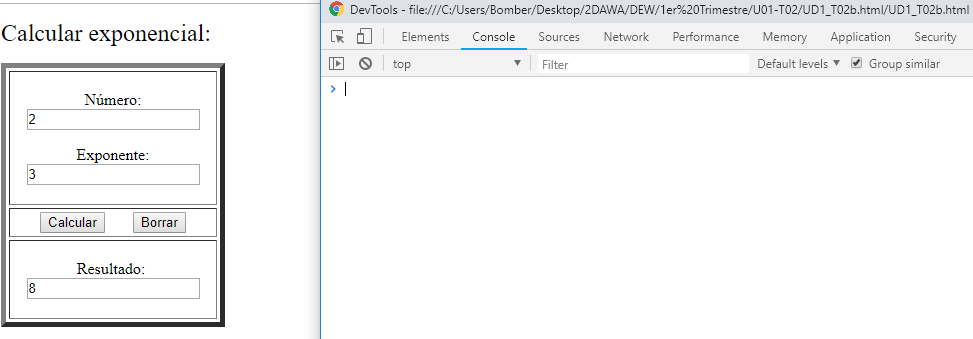 Calcular exponencial:
Número:
2
Exponente:
3
Calcular Borrar
Resultado:
8
DevTools - file:///C:/Users/Bomber/Desktop/2DAWA/DEW/1er%20Trimestre/U01-T02/UD1_T02b.html/UD1_T02b.html
Elements Console Sources Network Performance Memory Application Security
top Filter Default levels ▼ Group similar